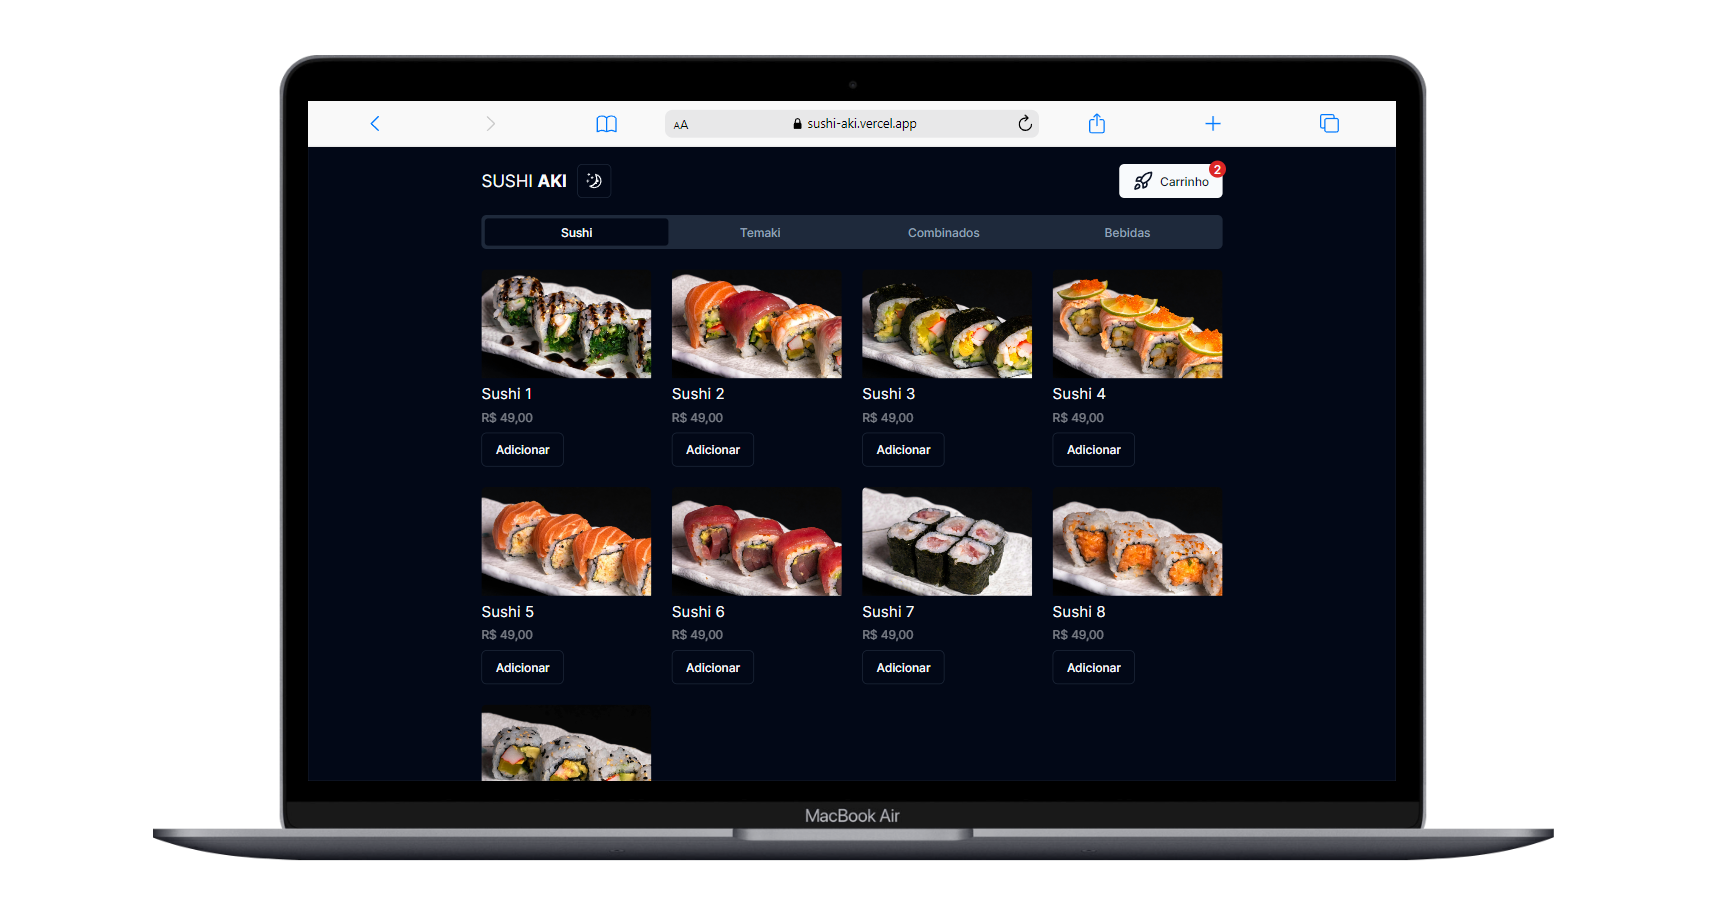 AA sushi-aki.vercel.app
SUSHI AKI
Carrinho 2
Sushi Temaki Combinados Bebidas
Sushi 1 Sushi 2 Sushi 3 Sushi 4
R$ 49,00 R$ 49,00 R$ 49,00 R$ 49,00
Adicionar Adicionar Adicionar Adicionar
Sushi 5 Sushi 6 Sushi 7 Sushi 8
R$ 49,00 R$ 49,00 R$ 49,00 R$ 49,00
Adicionar Adicionar Adicionar Adicionar
MacBook Air